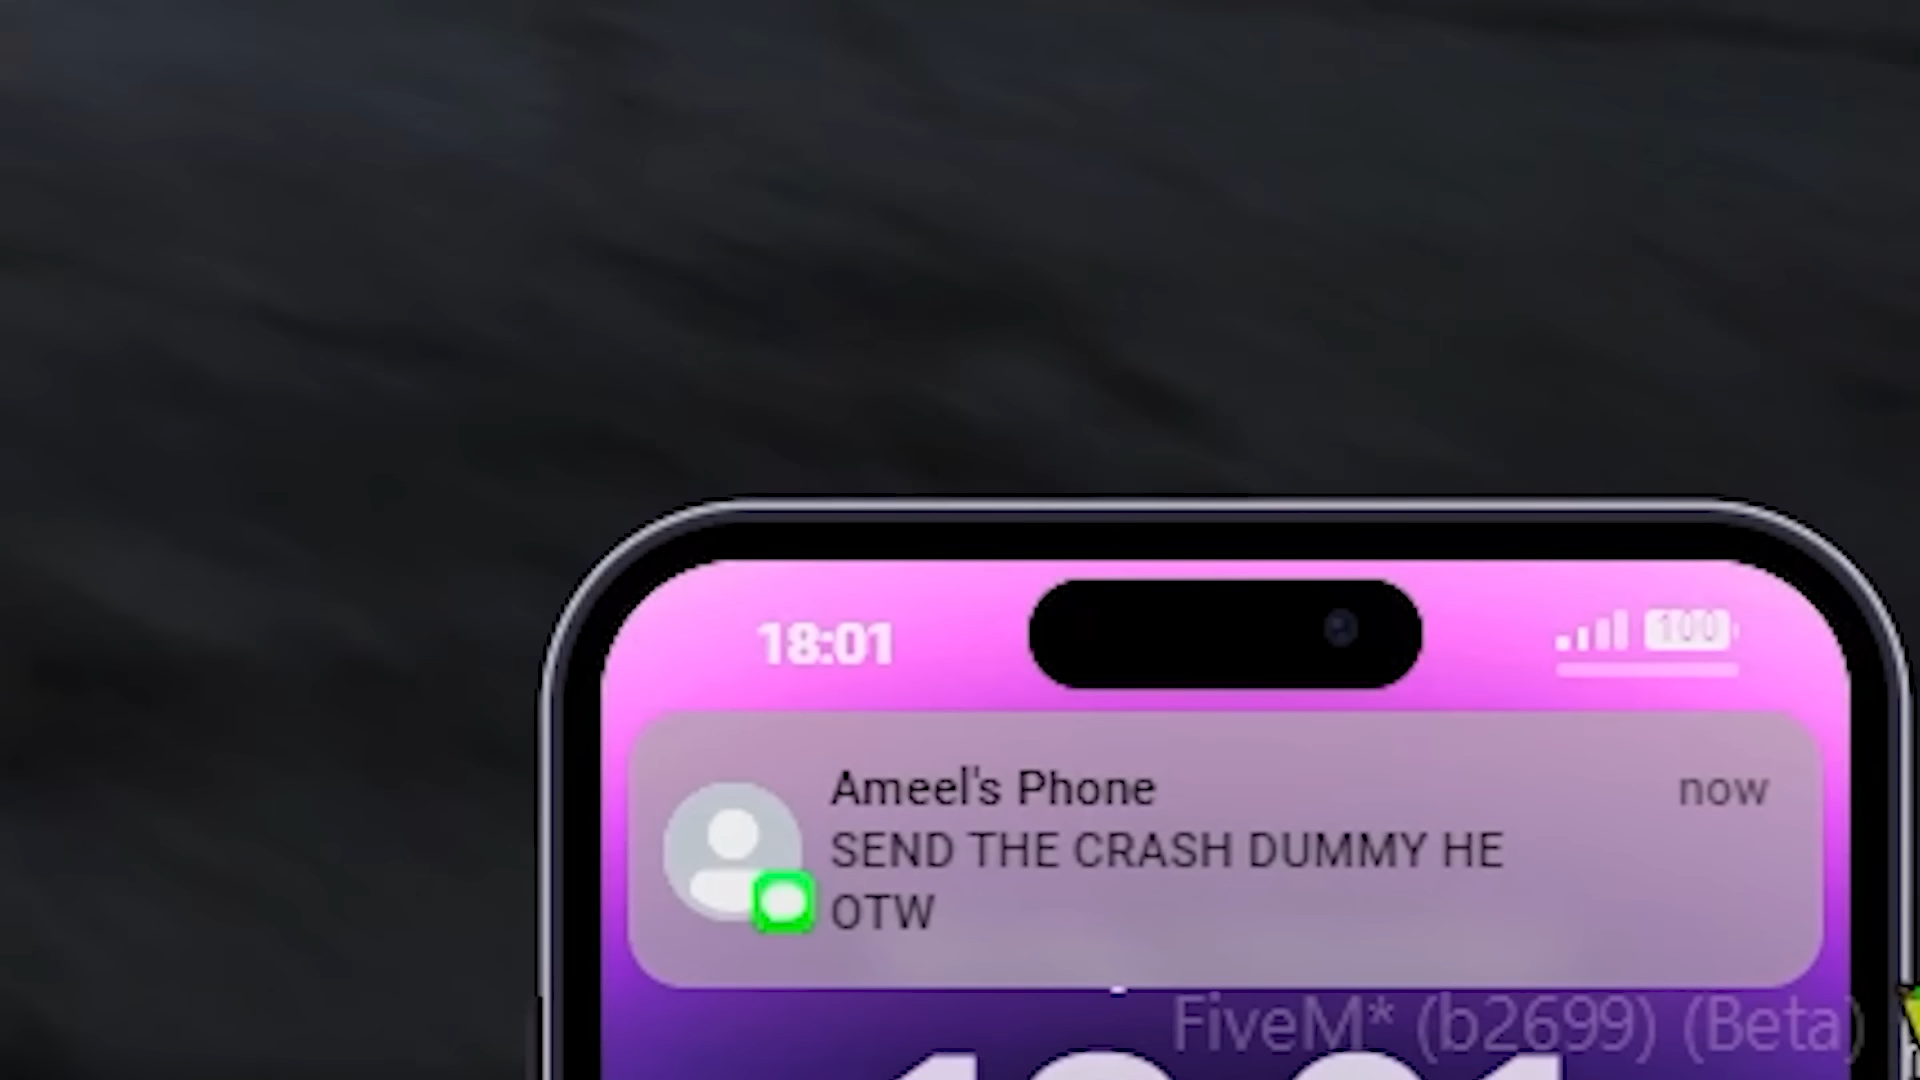 18:01
100
Ameel's Phone
now
SEND THE CRASH DUMMY HE
OTW
FiveM* (b2699) (Beta)